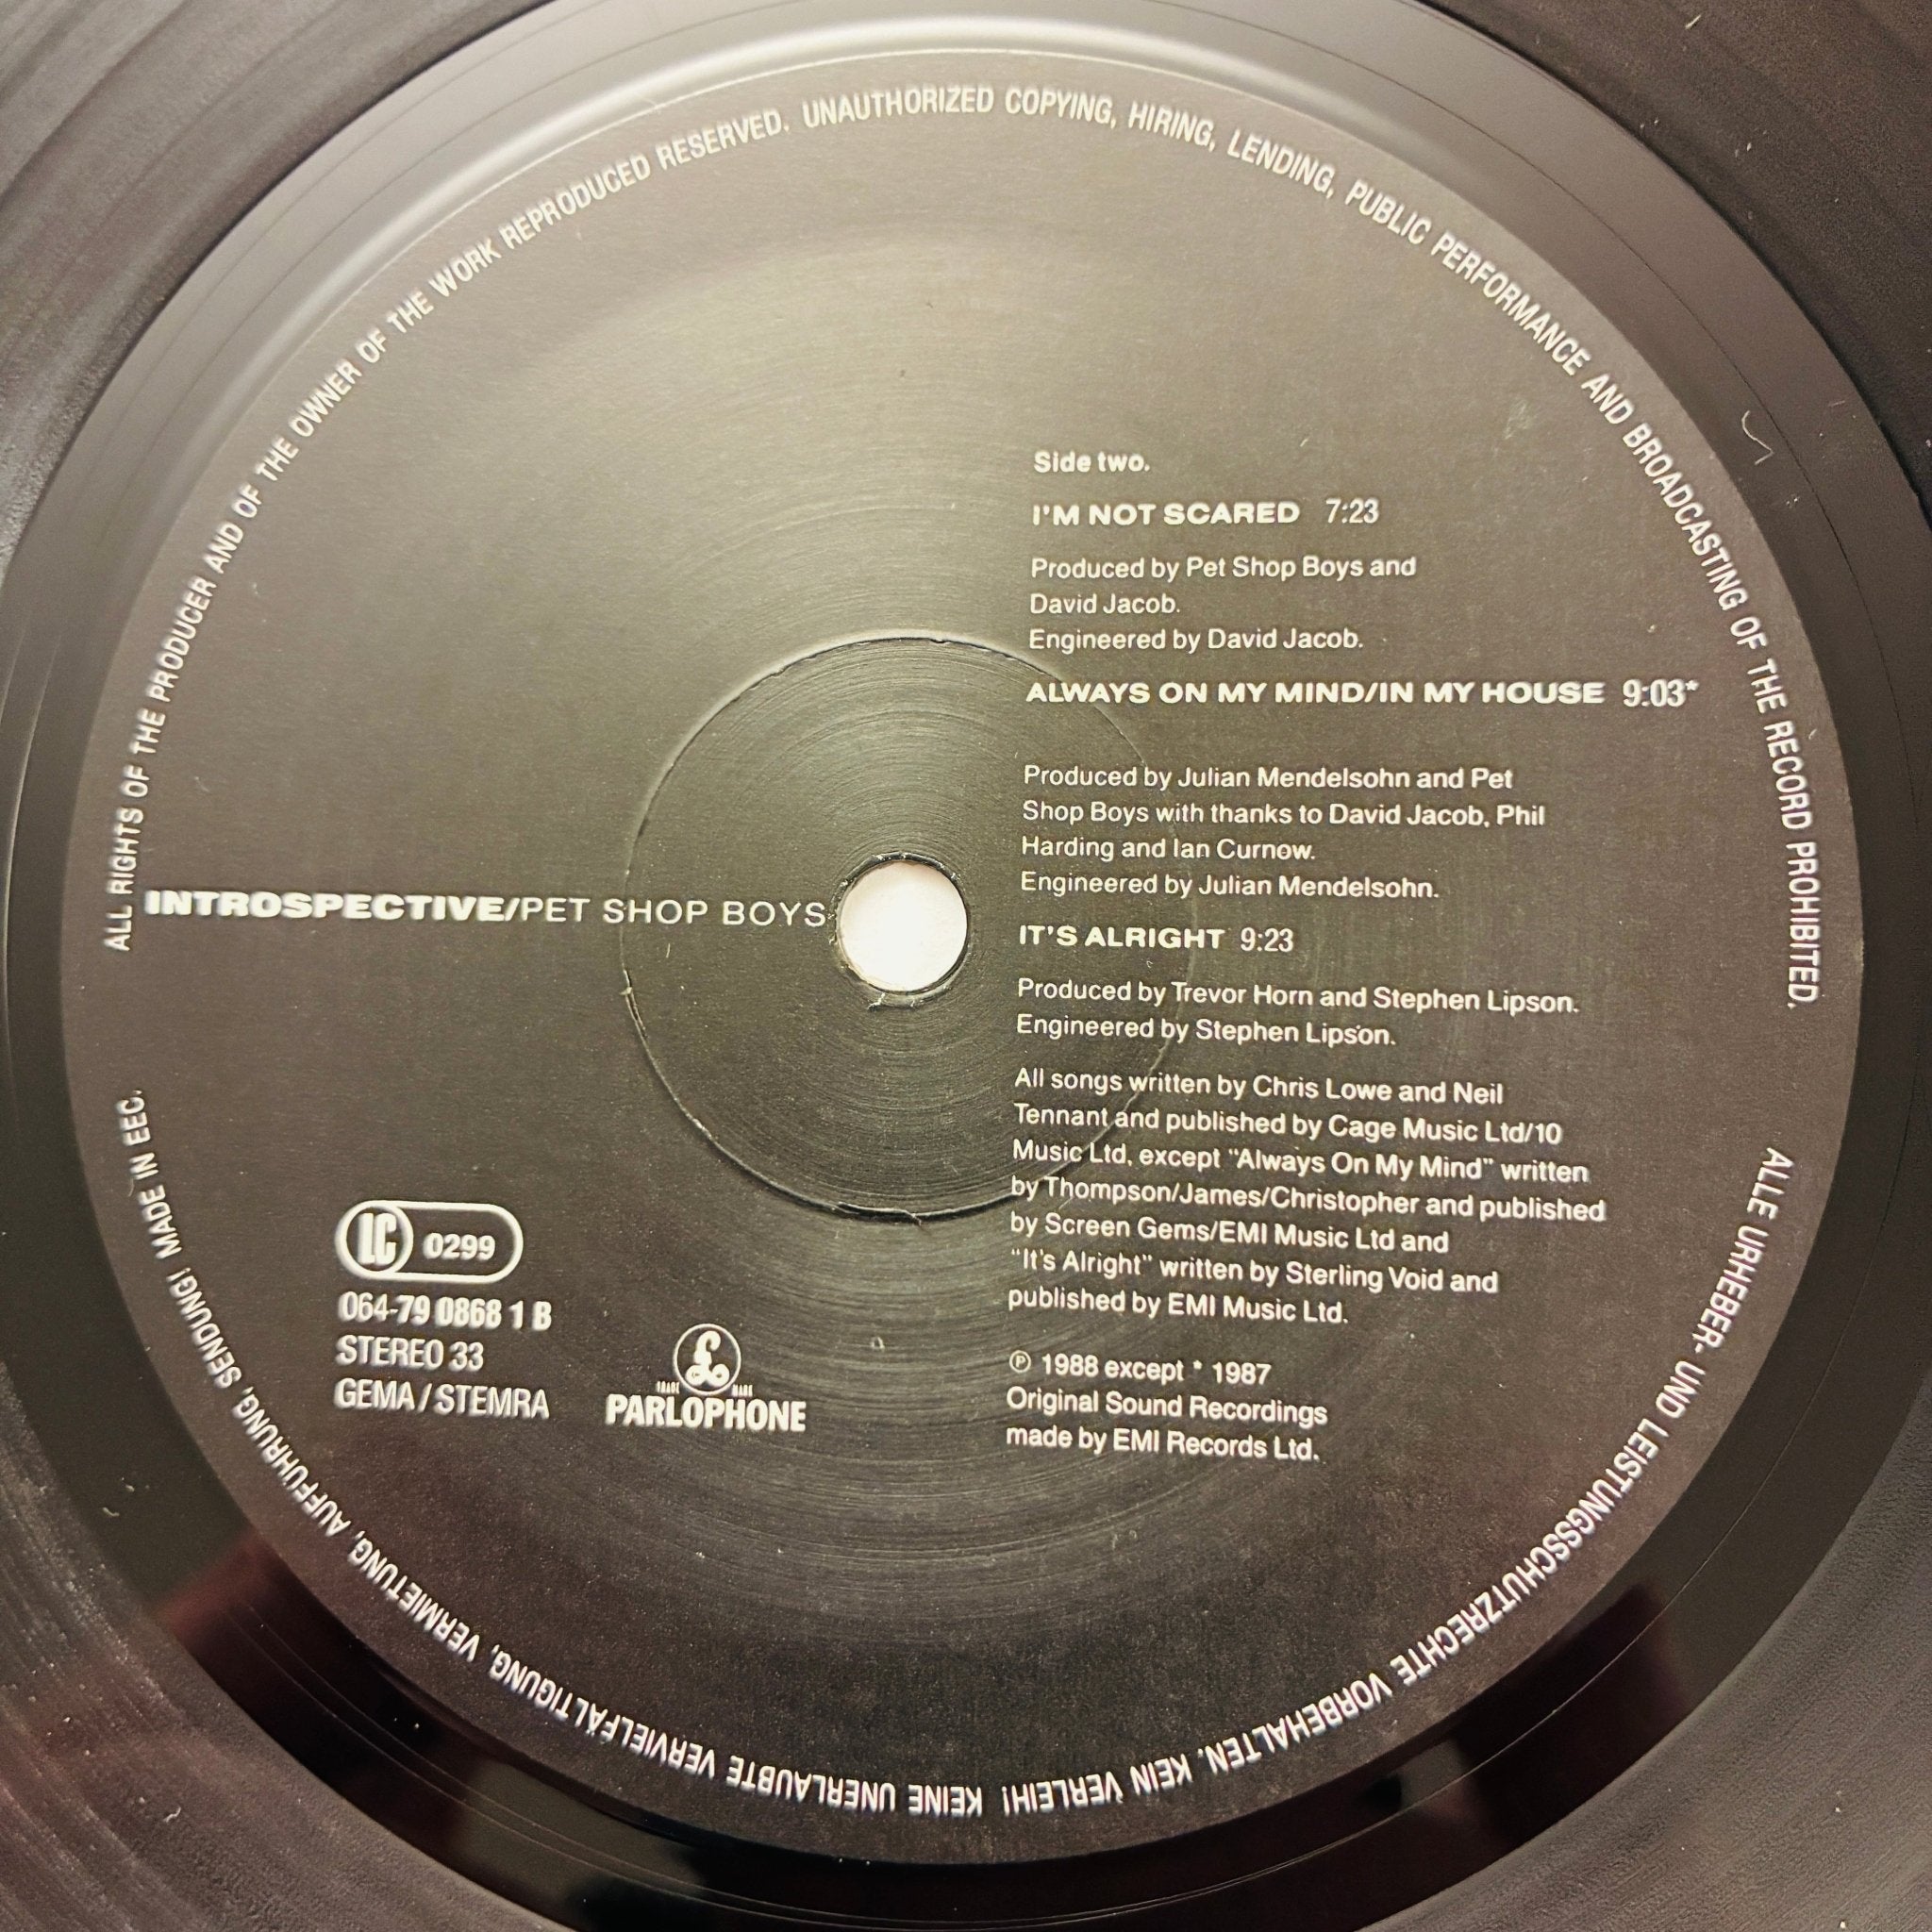 ALL RIGHTS OF THE PRODUCER AND OF THE OWNER OF THE WORK REPRODUCED RESERVED. UNAUTHORIZED COPYING, HIRING, LENDING, PUBLIC PERFORMANCE AND BROADCASTING OF THE RECORD PROHIBITED.
Side two.
I'M NOT SCARED 7:23
Produced by Pet Shop Boys and
David Jacob.
Engineered by David Jacob.
ALWAYS ON MY MIND/IN MY HOUSE 9:03*
Produced by Julian Mendelsohn and Pet
Shop Boys with thanks to David Jacob, Phil
Harding and Ian Curnow.
Engineered by Julian Mendelsohn.
INTROSPECTIVE/PET SHOP BOYS
IT'S ALRIGHT 9:23
Produced by Trevor Horn and Stephen Lipson.
Engineered by Stephen Lipson.
All songs written by Chris Lowe and Neil
Tennant and published by Cage Music Ltd/10
Music Ltd, except "Always On My Mind" written
by Thompson/James/Christopher and published
by Screen Gems/EMI Music Ltd and
"It's Alright" written by Sterling Void and
published by EMI Music Ltd.
℗ 1988 except * 1987
Original Sound Recordings
made by EMI Records Ltd.
LC 0299
064-79 0868 1 B
STEREO 33
GEMA / STEMRA
£
TRADE MARK
PARLOPHONE
ALLE URHEBER- UND LEISTUNGSSCHUTZRECHTE VORBEHALTEN. KEIN VERLEIH! KEINE UNERLAUBTE VERVIELFÄLTIGUNG, VERMIETUNG, AUFFÜHRUNG, SENDUNG! MADE IN EEC.